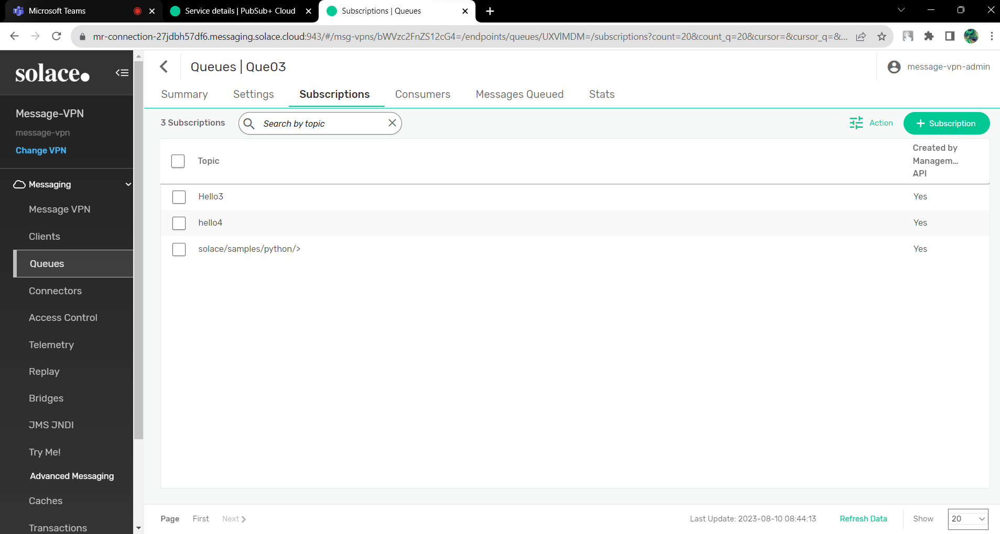 Microsoft Teams
Service details | PubSub+ Cloud
Subscriptions | Queues
mr-connection-27jdbh57df6.messaging.solace.cloud:943/#/msg-vpns/bWVzc2FnZS12cG4=/endpoints/queues/UXVlMDM=/subscriptions?count=20&count_q=20&cursor=&cursor_q=&...
solace.
Queues | Que03
message-vpn-admin
Summary
Settings
Subscriptions
Consumers
Messages Queued
Stats
Message-VPN
message-vpn
Change VPN
3 Subscriptions
Search by topic
Action
+ Subscription
Topic
Created by
Managem...
API
Hello3 Yes
hello4 Yes
solace/samples/python/> Yes
Messaging
Message VPN
Clients
Queues
Connectors
Access Control
Telemetry
Replay
Bridges
JMS JNDI
Try Me!
Advanced Messaging
Caches
Transactions
Page
First
Next
Last Update: 2023-08-10 08:44:13
Refresh Data
Show
20